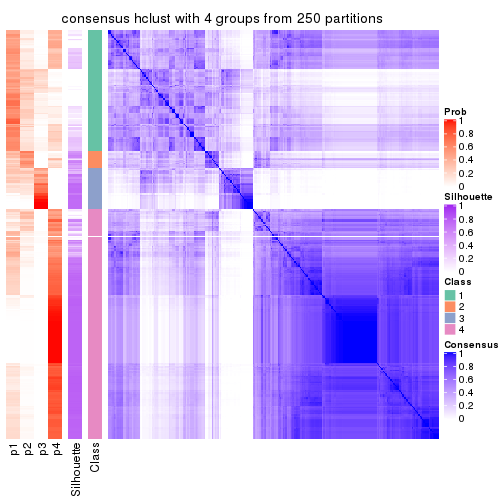 consensus hclust with 4 groups from 250 partitions
Prob
1
0.8
0.6
0.4
0.2
0
Silhouette
1
0.8
0.6
0.4
0.2
0
Class
1
2
3
4
Consensus
1
0.8
0.6
0.4
0.2
0
p1
p2
p3
p4
Silhouette
Class